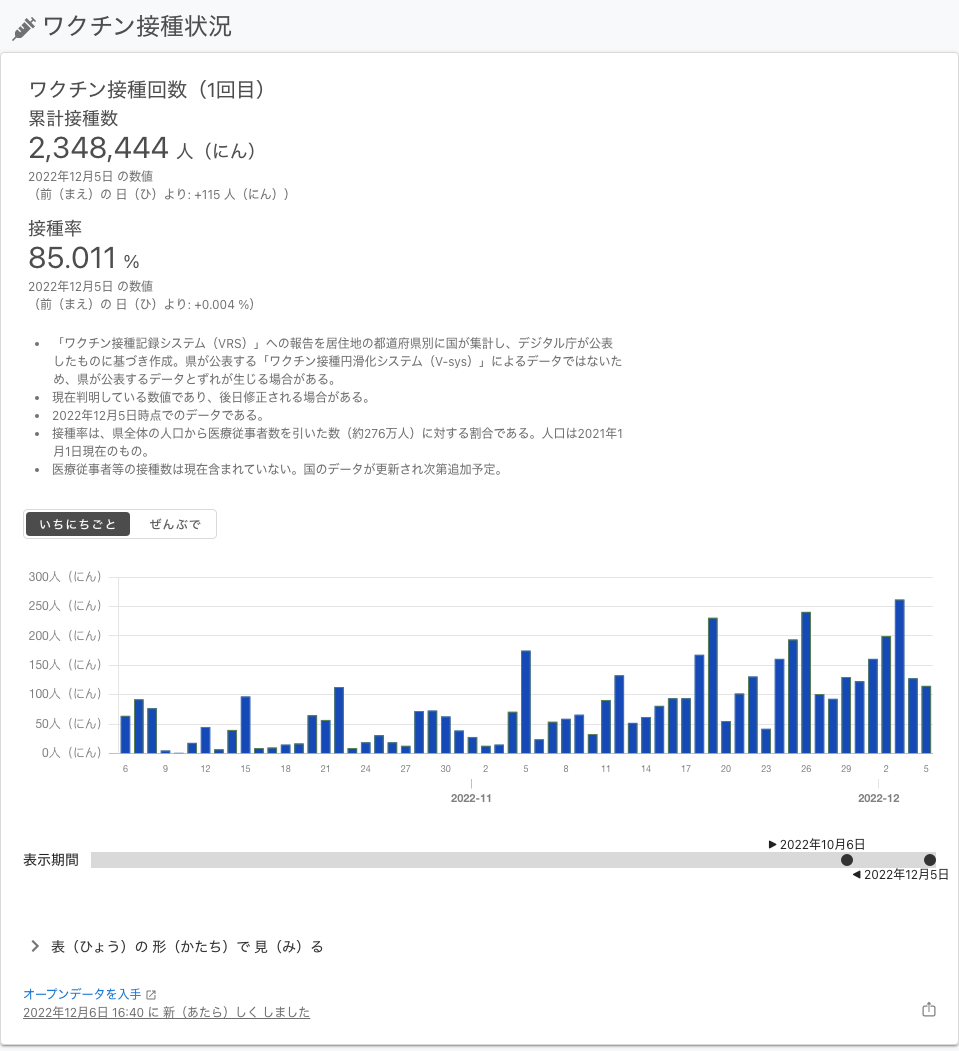 ワクチン接種状況
ワクチン接種回数（1回目）
累計接種数
2,348,444 人（にん）
2022年12月5日 の数値
（前（まえ）の 日（ひ）より: +115 人（にん））
接種率
85.011 %
2022年12月5日 の数値
（前（まえ）の 日（ひ）より: +0.004 %）
• 「ワクチン接種記録システム（VRS）」への報告を居住地の都道府県別に国が集計し、デジタル庁が公表
したものに基づき作成。県が公表する「ワクチン接種円滑化システム（V-sys）」によるデータではないた
め、県が公表するデータとずれが生じる場合がある。
• 現在判明している数値であり、後日修正される場合がある。
• 2022年12月5日時点でのデータである。
• 接種率は、県全体の人口から医療従事者数を引いた数（約276万人）に対する割合である。人口は2021年1
月1日現在のもの。
• 医療従事者等の接種数は現在含まれていない。国のデータが更新され次第追加予定。
いちにちごと ぜんぶで
300人（にん）
250人（にん）
200人（にん）
150人（にん）
100人（にん）
50人（にん）
0人（にん）
6 9 12 15 18 21 24 27 30 2 5 8 11 14 17 20 23 26 29 2 5
2022-11 2022-12
▶ 2022年10月6日
表示期間
◀ 2022年12月5日
表（ひょう）の 形（かたち）で 見（み）る
オープンデータを入手
2022年12月6日 16:40 に 新（あたら）しく しました